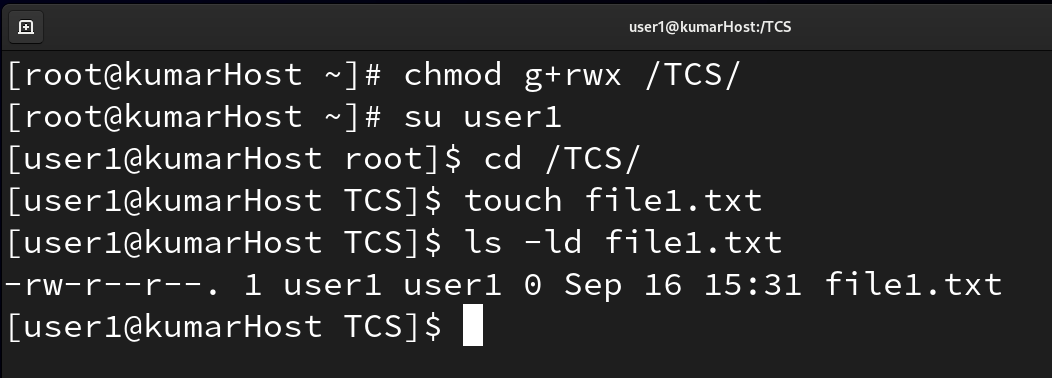 user1@kumarHost:/TCS
[root@kumarHost ~]# chmod g+rwx /TCS/
[root@kumarHost ~]# su user1
[user1@kumarHost root]$ cd /TCS/
[user1@kumarHost TCS]$ touch file1.txt
[user1@kumarHost TCS]$ ls -ld file1.txt
-rw-r--r--. 1 user1 user1 0 Sep 16 15:31 file1.txt
[user1@kumarHost TCS]$